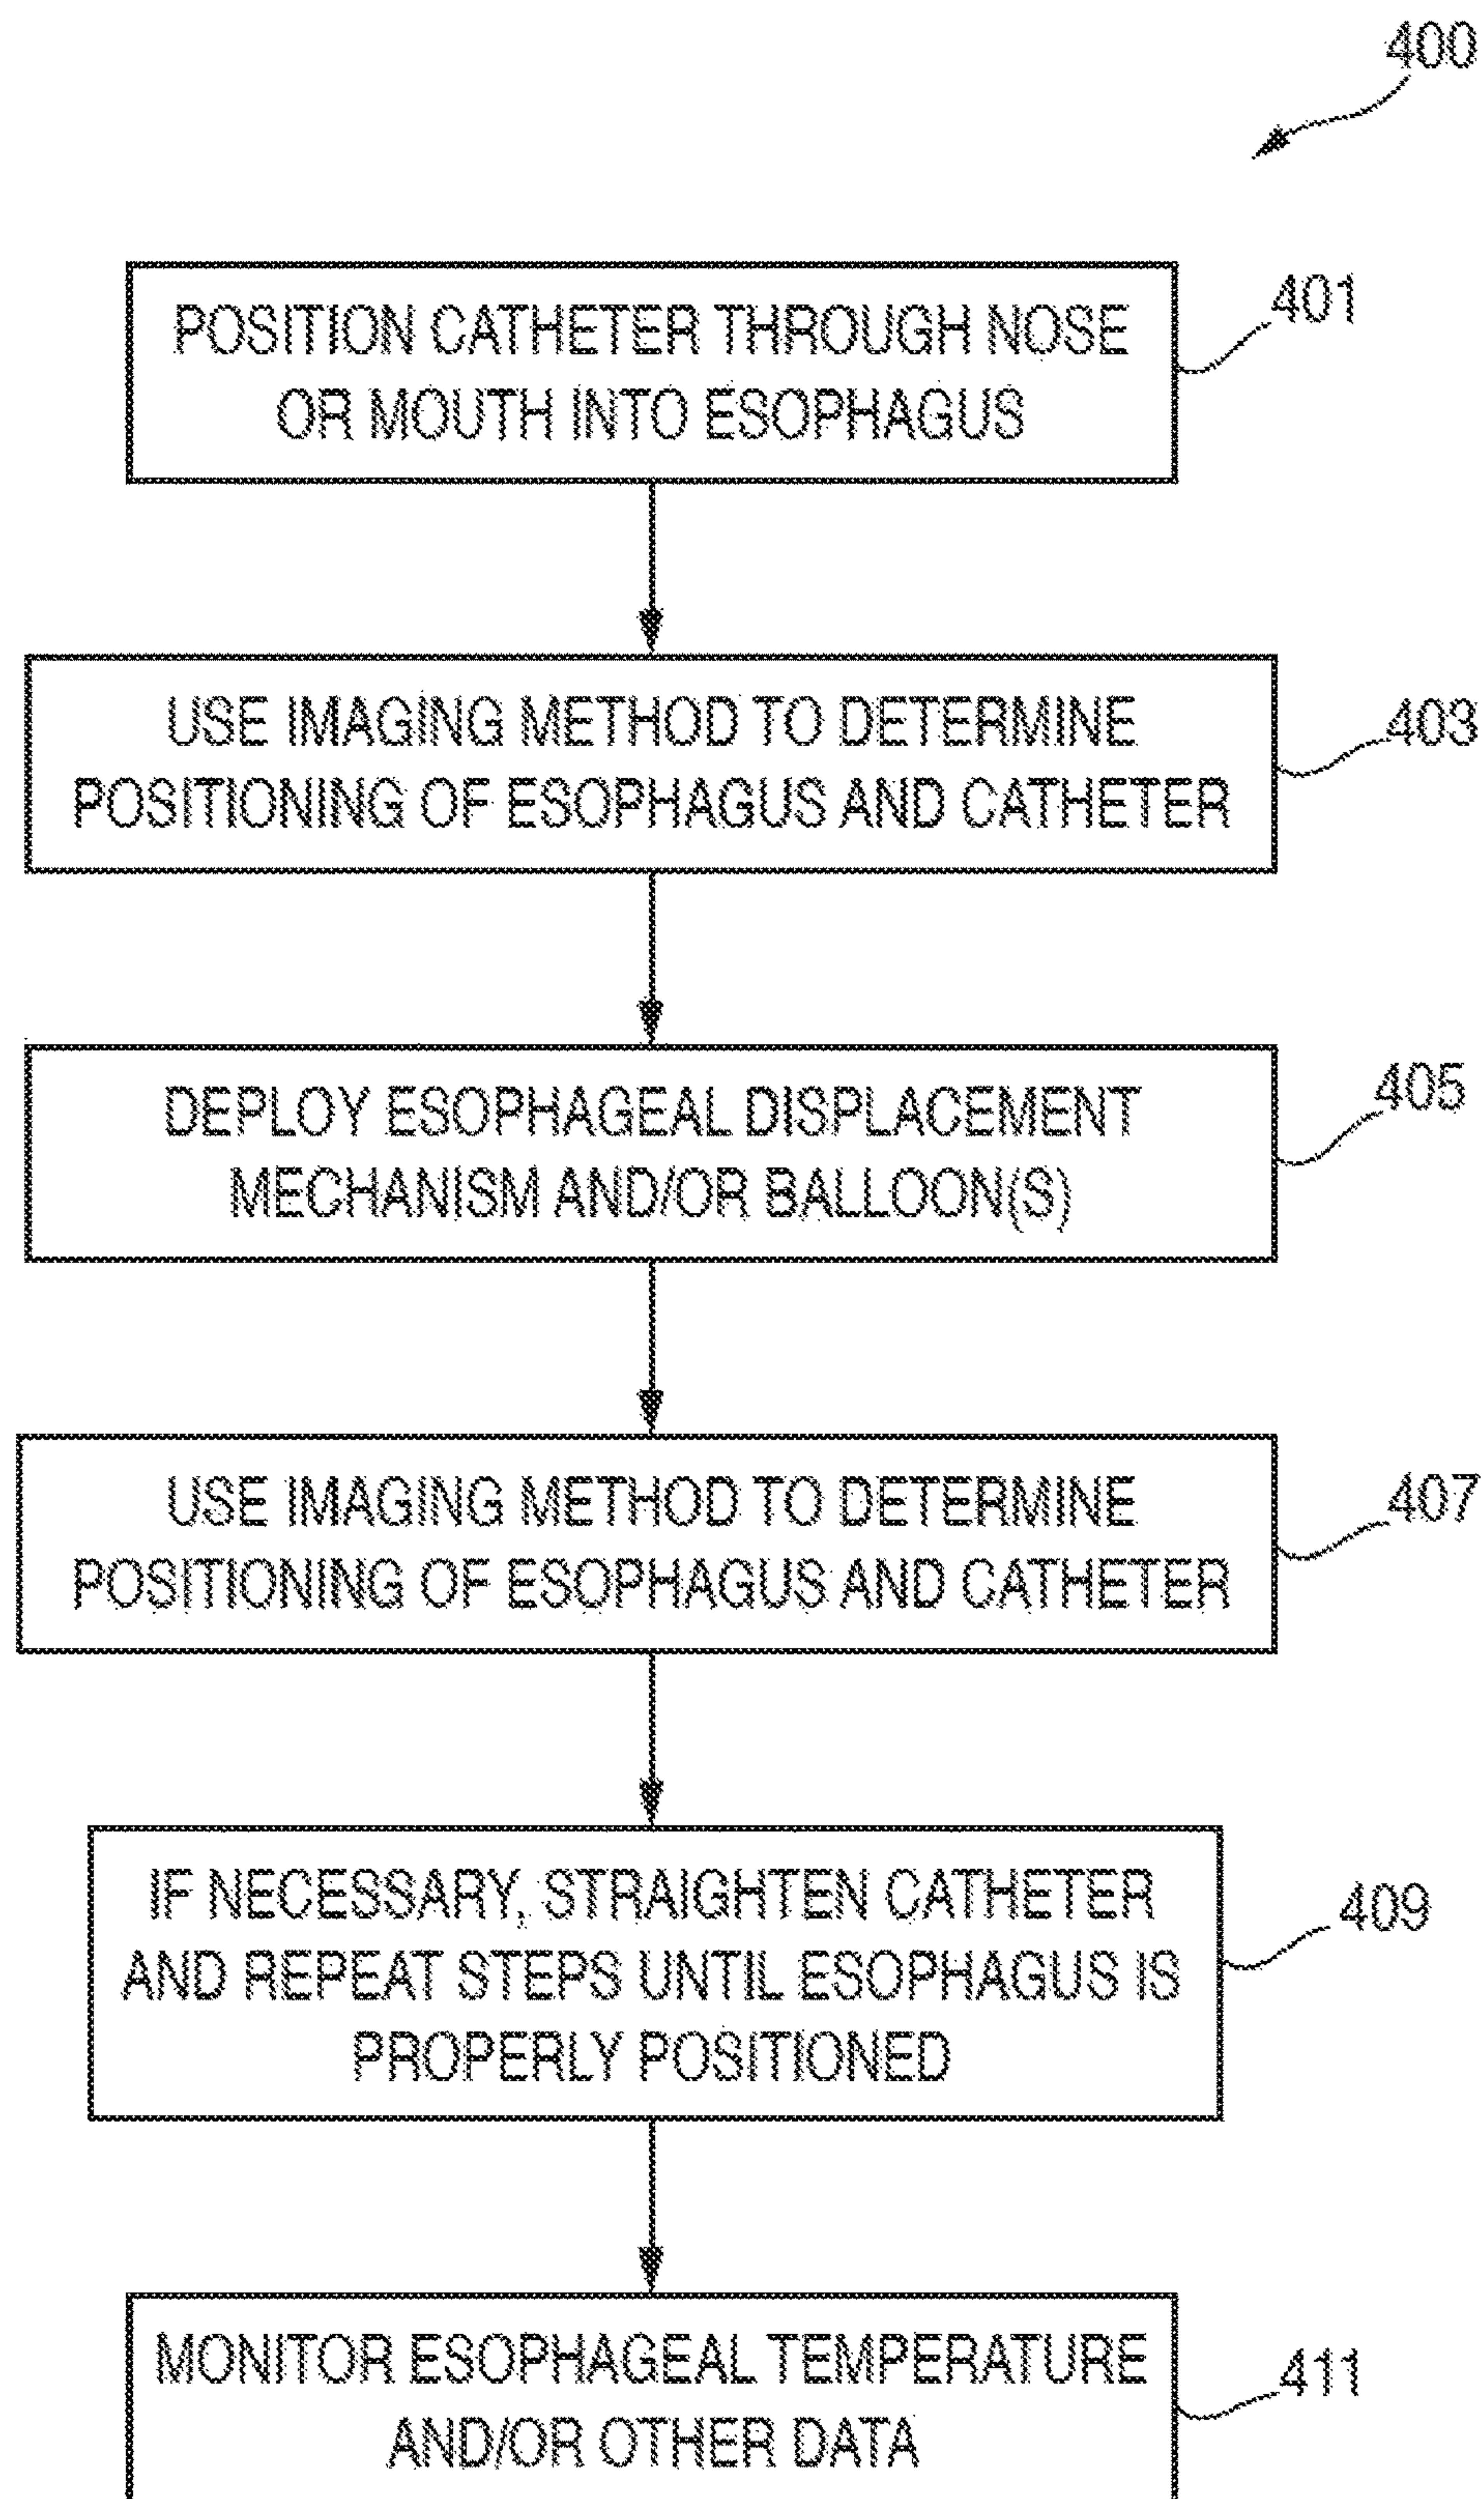 400
POSITION CATHETER THROUGH NOSE
OR MOUTH INTO ESOPHAGUS
401
USE IMAGING METHOD TO DETERMINE
POSITIONING OF ESOPHAGUS AND CATHETER
403
DEPLOY ESOPHAGEAL DISPLACEMENT
MECHANISM AND/OR BALLOON(S)
405
USE IMAGING METHOD TO DETERMINE
POSITIONING OF ESOPHAGUS AND CATHETER
407
IF NECESSARY, STRAIGHTEN CATHETER
AND REPEAT STEPS UNTIL ESOPHAGUS IS
PROPERLY POSITIONED
409
MONITOR ESOPHAGEAL TEMPERATURE
AND/OR OTHER DATA
411